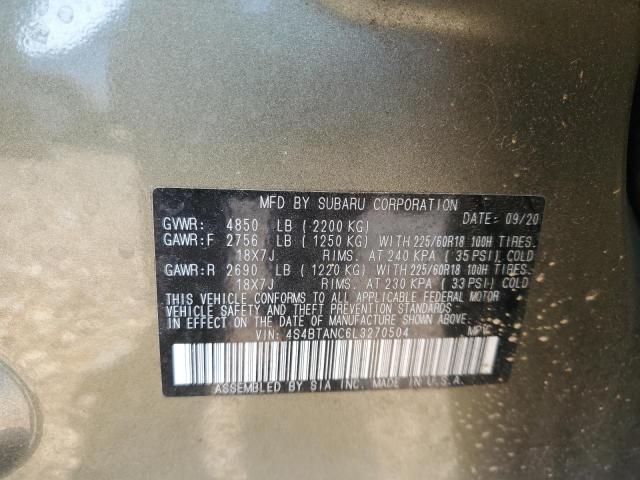 MFD BY SUBARU CORPORATION
DATE: 09/20
GVWR: 4850 LB ( 2200 KG)
GAWR:F 2756 LB ( 1250 KG) WITH 225/60R18 100H TIRES.
18X7J RIMS. AT 240 KPA ( 35 PSI) COLD
GAWR:R 2690 LB ( 1220 KG) WITH 225/60R18 100H TIRES.
18X7J RIMS. AT 230 KPA ( 33 PSI) COLD
THIS VEHICLE CONFORMS TO ALL APPLICABLE FEDERAL MOTOR
VEHICLE SAFETY AND THEFT PREVENTION STANDARDS
IN EFFECT ON THE DATE OF MANUFACTURE SHOWN ABOVE.
VIN: 4S4BTANC6L3270504 MPV
ASSEMBLED BY SIA INC. MADE IN U.S.A.